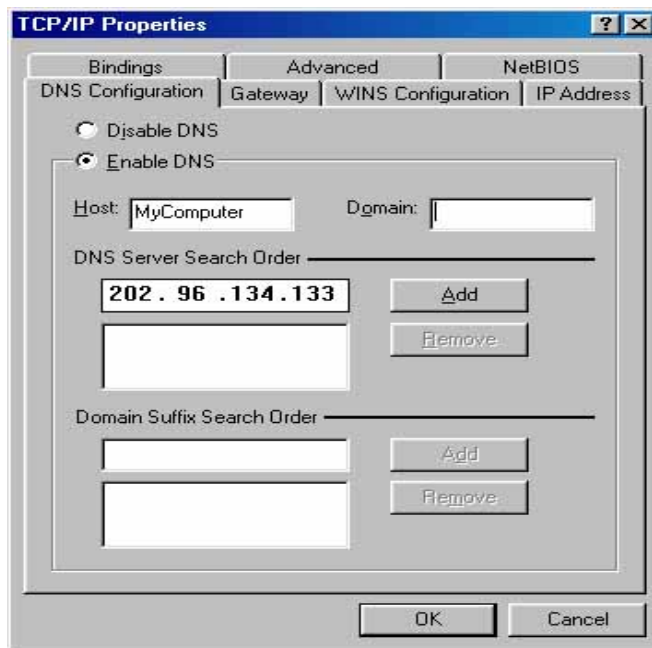 TCP/IP Properties
Bindings Advanced NetBIOS
DNS Configuration Gateway WINS Configuration IP Address
Disable DNS
Enable DNS
Host: MyComputer Domain:
DNS Server Search Order
202 . 96 .134.133 Add
Remove
Domain Suffix Search Order
Add
Remove
OK Cancel